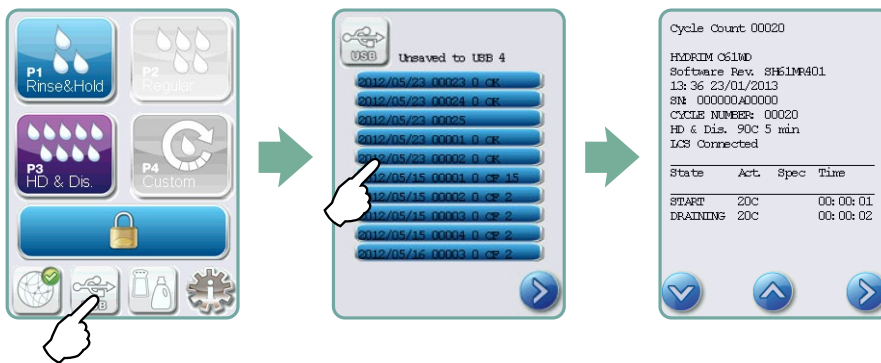 P1
Rinse&Hold
P2
Regular
P3
HD & Dis.
P4
Custom
USB
USB
Unsaved to USB 4
2012/05/23 00023 0 OK
2012/05/23 00024 0 OK
2012/05/23 00025
2012/05/23 00001 0 OK
2012/05/23 00002 0 OK
2012/05/15 00001 0 CF 15
2012/05/15 00002 0 CF 2
2012/05/15 00003 0 CF 2
2012/05/15 00004 0 CF 2
2012/05/16 00003 0 CF 2
Cycle Count 00020
HYDRIM C61WD
Software Rev. SH61MR401
13:36 23/01/2013
SN: 000000A00000
CYCLE NUMBER: 00020
HD & Dis. 90C 5 min
LCS Connected
State Act. Spec Time
START 20C 00:00:01
DRAINING 20C 00:00:02